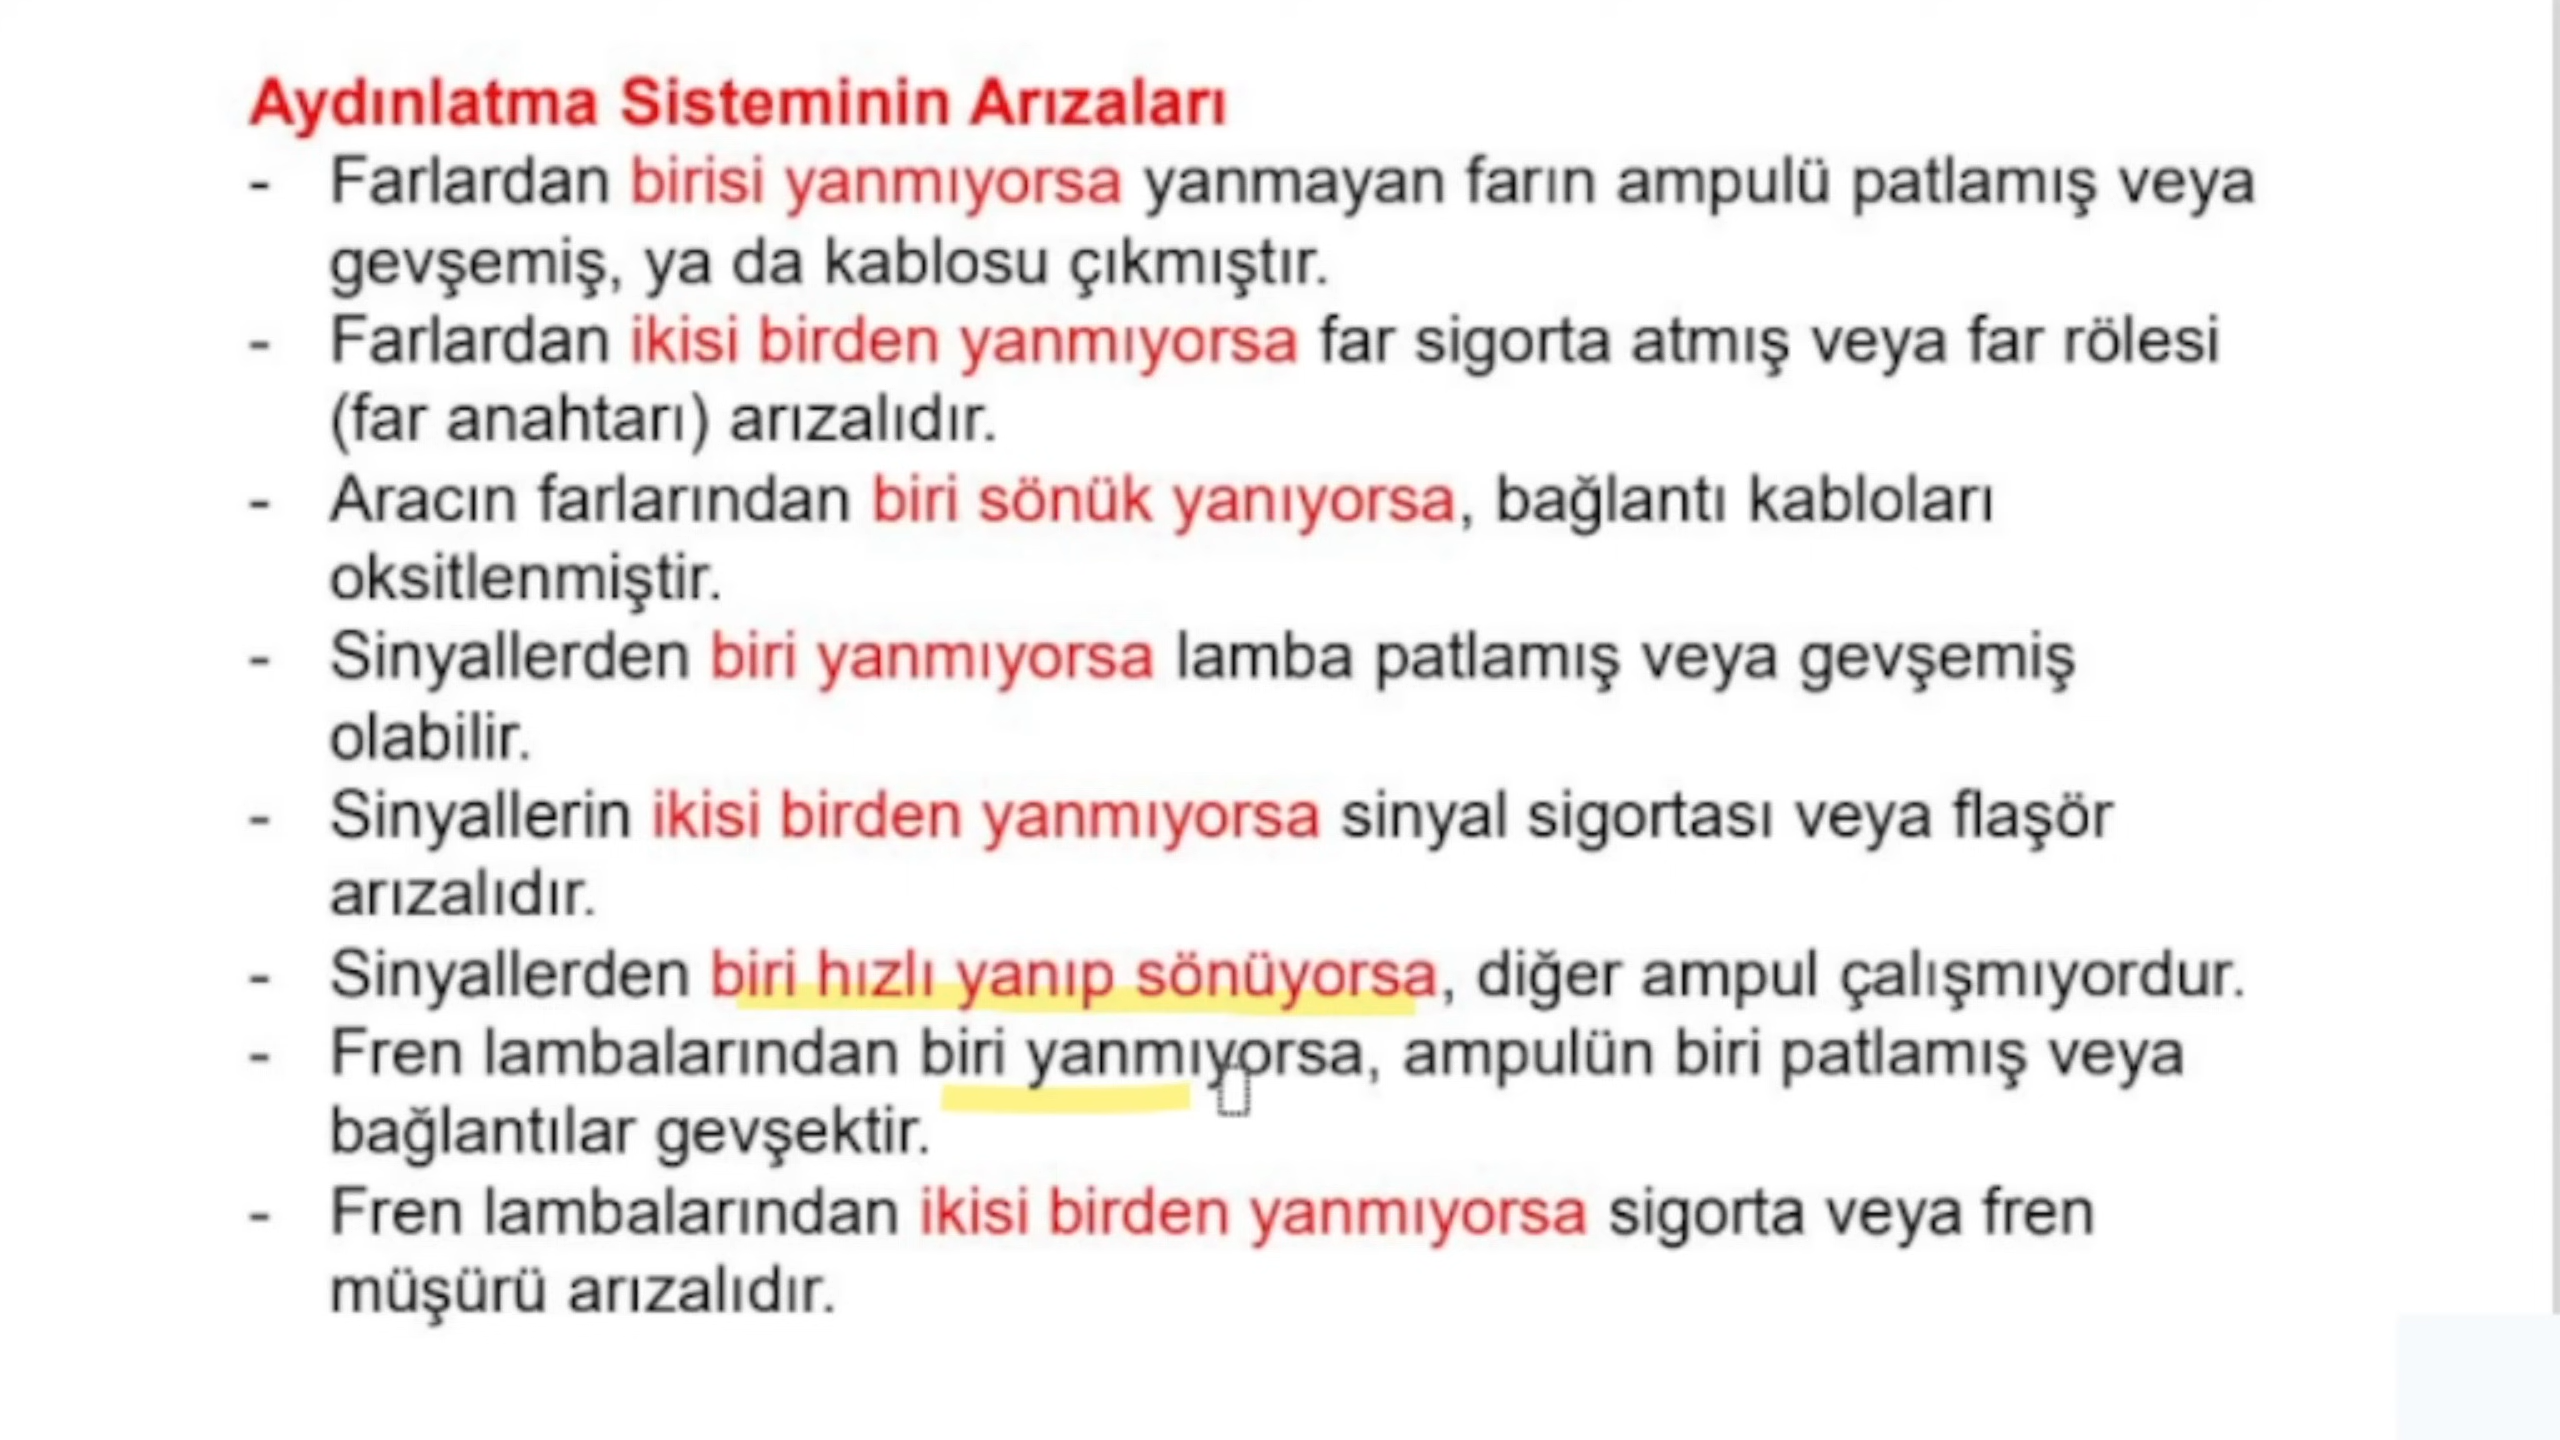 Aydınlatma Sisteminin Arızaları
- Farlardan birisi yanmıyorsa yanmayan farın ampulü patlamış veya
gevşemiş, ya da kablosu çıkmıştır.
- Farlardan ikisi birden yanmıyorsa far sigorta atmış veya far rölesi
(far anahtarı) arızalıdır.
- Aracın farlarından biri sönük yanıyorsa, bağlantı kabloları
oksitlenmiştir.
- Sinyallerden biri yanmıyorsa lamba patlamış veya gevşemiş
olabilir.
- Sinyallerin ikisi birden yanmıyorsa sinyal sigortası veya flaşör
arızalıdır.
- Sinyallerden biri hızlı yanıp sönüyorsa, diğer ampul çalışmıyordur.
- Fren lambalarından biri yanmıyorsa, ampulün biri patlamış veya
bağlantılar gevşektir.
- Fren lambalarından ikisi birden yanmıyorsa sigorta veya fren
müşürü arızalıdır.